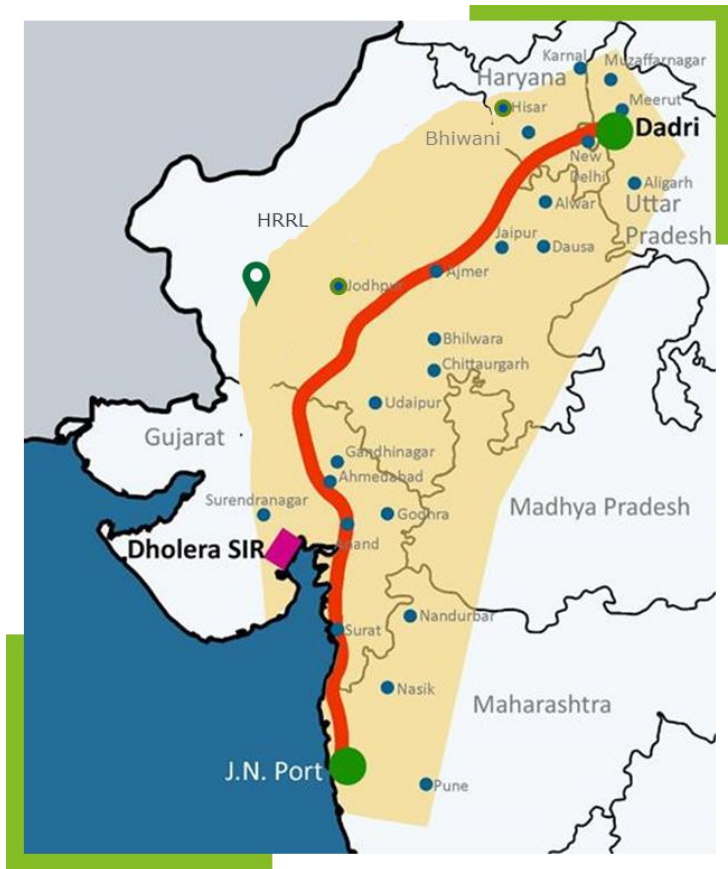 Karnal
Muzaffarnagar
Haryana
Hisar
Meerut
Dadri
Bhiwani
New
Delhi
Aligarh
Alwar
Uttar
Pradesh
HRRL
Jaipur
Dausa
Ajmer
Jodhpur
Bhilwara
Chittaurgarh
Udaipur
Gujarat
Gandhinagar
Ahmedabad
Surendranagar
Godhra
Madhya Pradesh
Dholera SIR
Anand
Surat
Nandurbar
Nasik
Maharashtra
J.N. Port
Pune